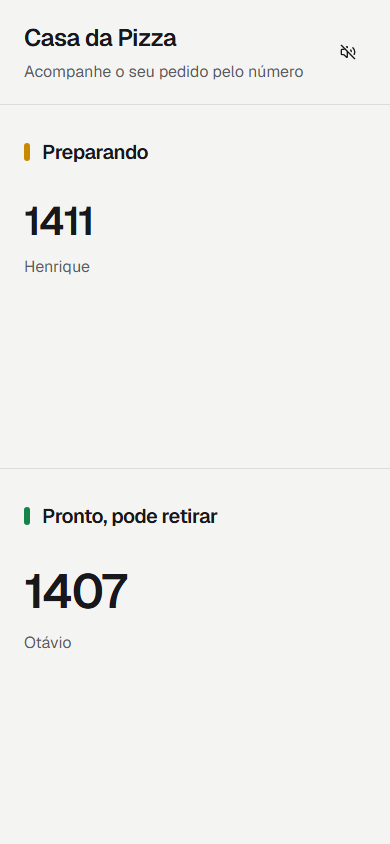 Casa da Pizza
Acompanhe o seu pedido pelo número
Preparando
1411
Henrique
Pronto, pode retirar
1407
Otávio